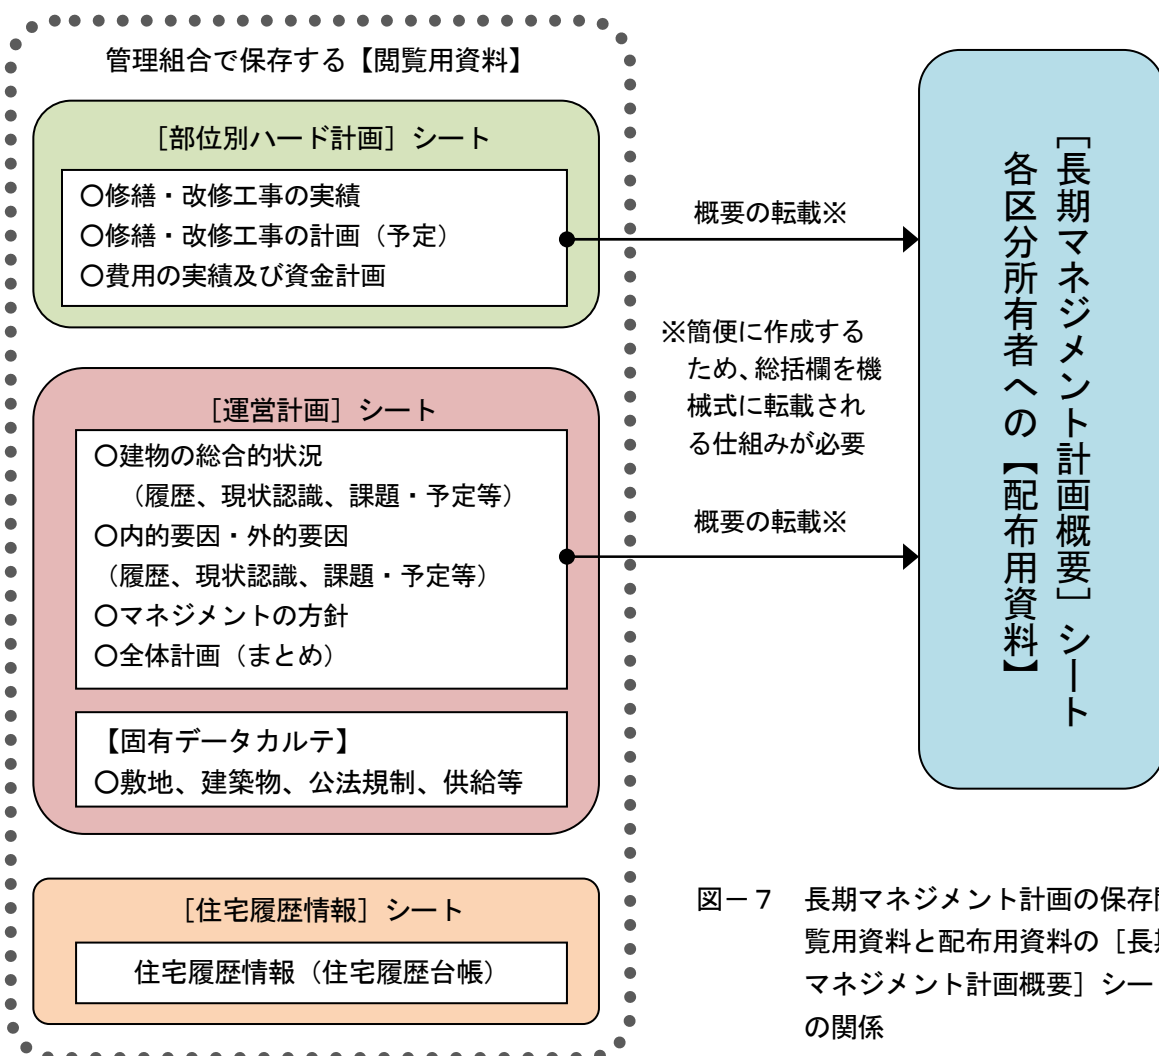 管理組合で保存する【閲覧用資料】
［部位別ハード計画］シート
○修繕・改修工事の実績
○修繕・改修工事の計画（予定）
○費用の実績及び資金計画
［運営計画］シート
○建物の総合的状況
（履歴、現状認識、課題・予定等）
○内的要因・外的要因
（履歴、現状認識、課題・予定等）
○マネジメントの方針
○全体計画（まとめ）
【固有データカルテ】
○敷地、建築物、公法規制、供給等
［住宅履歴情報］シート
住宅履歴情報（住宅履歴台帳）
概要の転載※
※簡便に作成する
ため、総括欄を機
械式に転載され
る仕組みが必要
概要の転載※
［長期マネジメント計画概要］シート
各区分所有者への【配布用資料】
図－７　長期マネジメント計画の保存
覧用資料と配布用資料の［長
マネジメント計画概要］シー
の関係